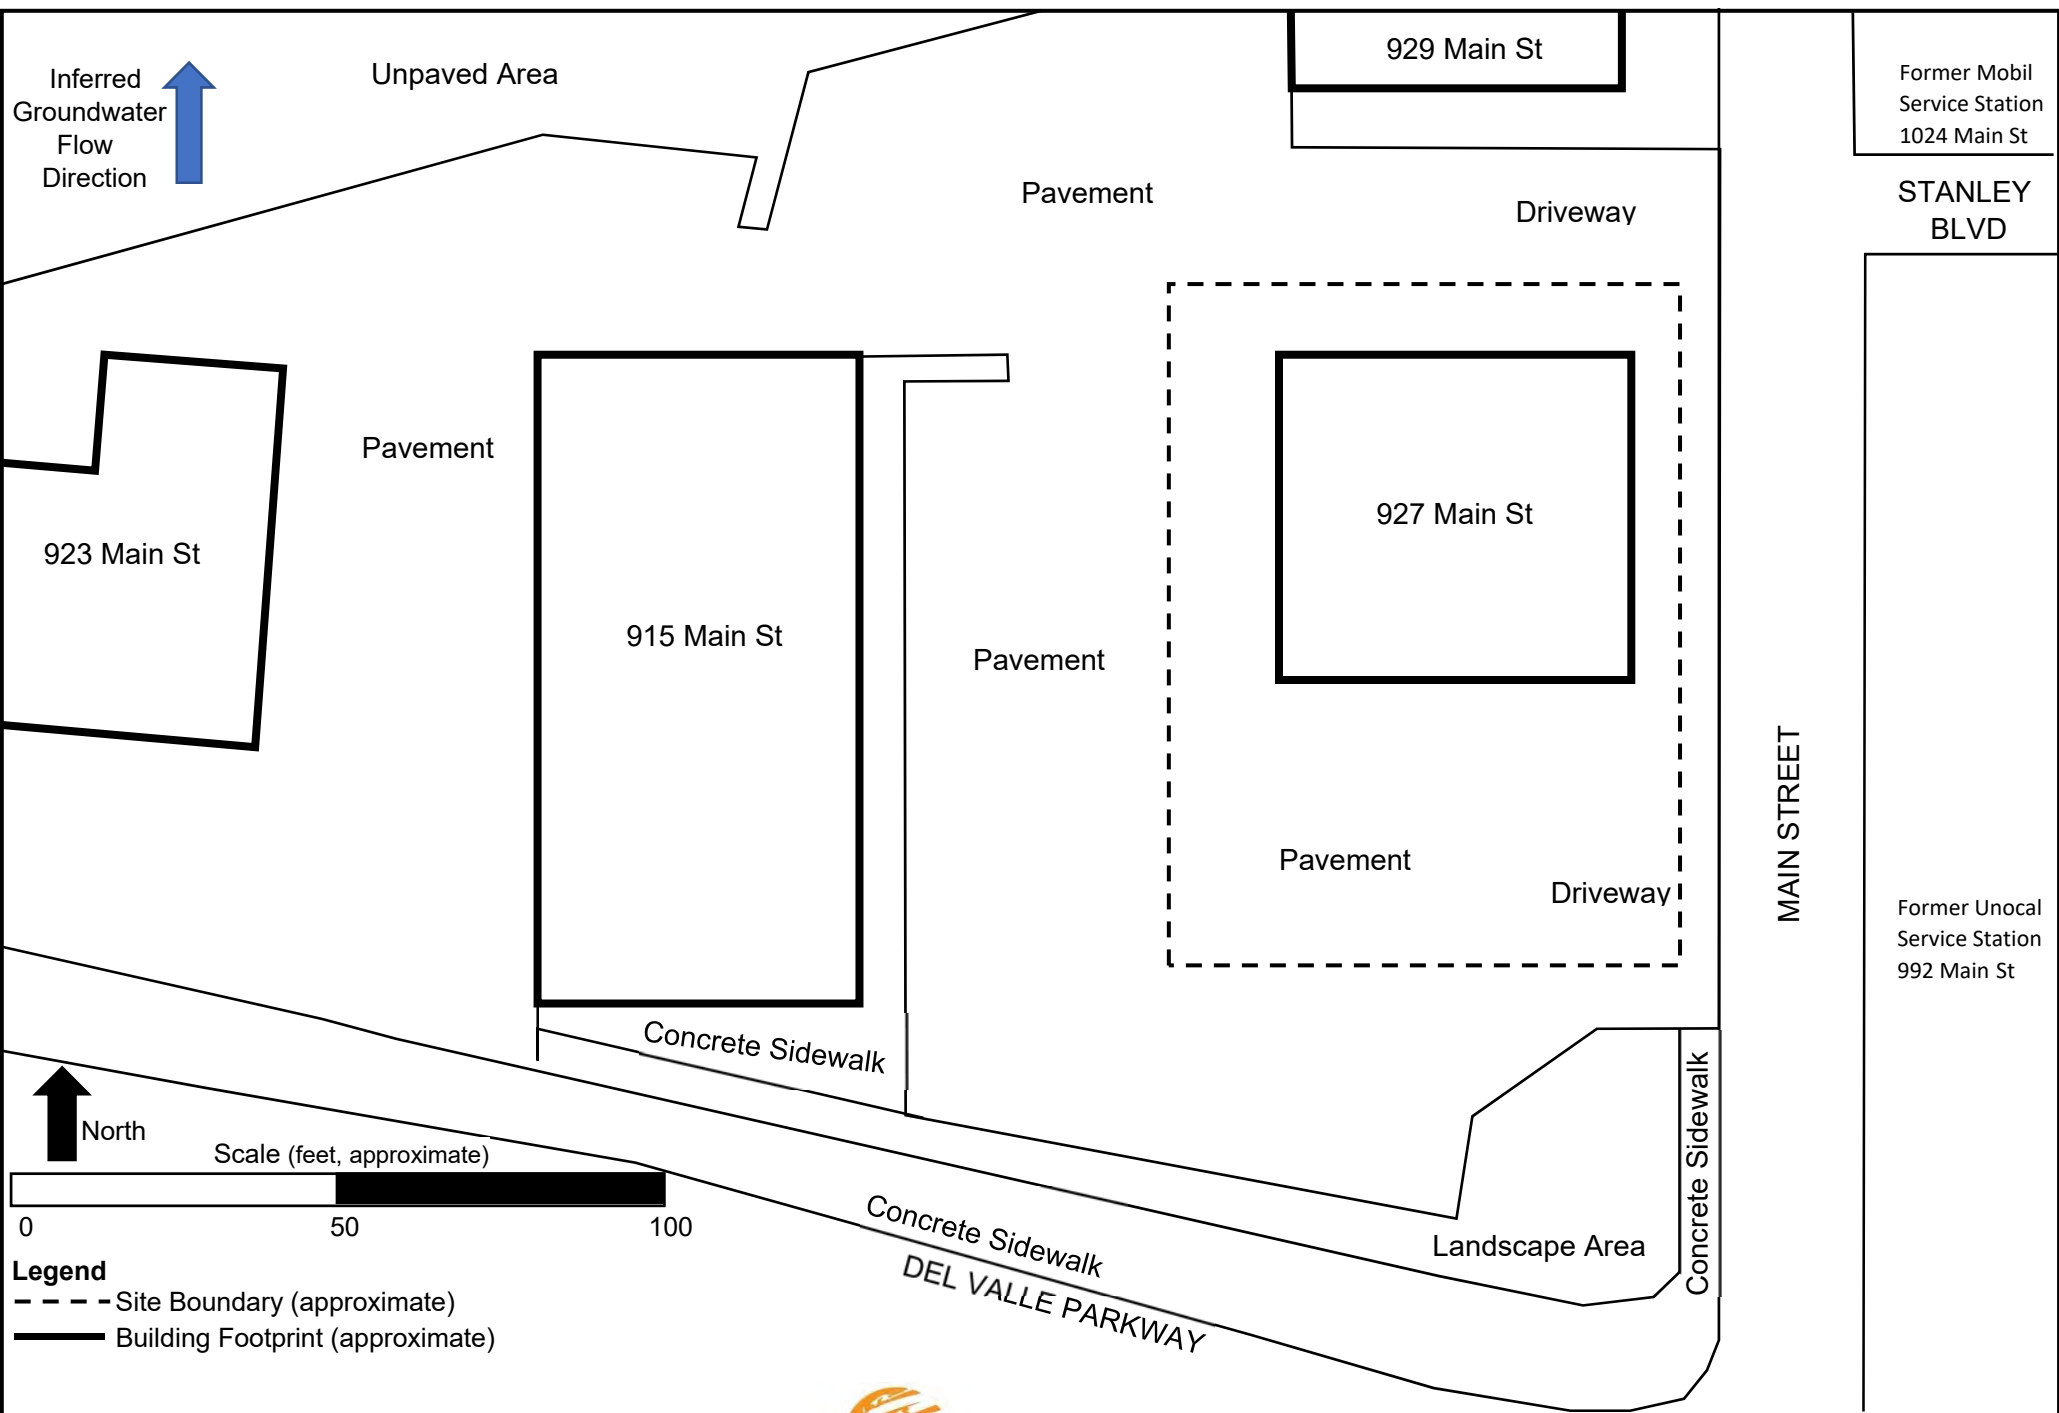 Inferred
Groundwater
Flow
Direction
Unpaved Area
929 Main St
Former Mobil
Service Station
1024 Main St
Pavement
Driveway
STANLEY
BLVD
Pavement
923 Main St
915 Main St
Pavement
927 Main St
Pavement
Driveway
MAIN STREET
Former Unocal
Service Station
992 Main St
Concrete Sidewalk
Concrete Sidewalk
North
Scale (feet, approximate)
0 50 100
Concrete Sidewalk
DEL VALLE PARKWAY
Landscape Area
Legend
Site Boundary (approximate)
Building Footprint (approximate)